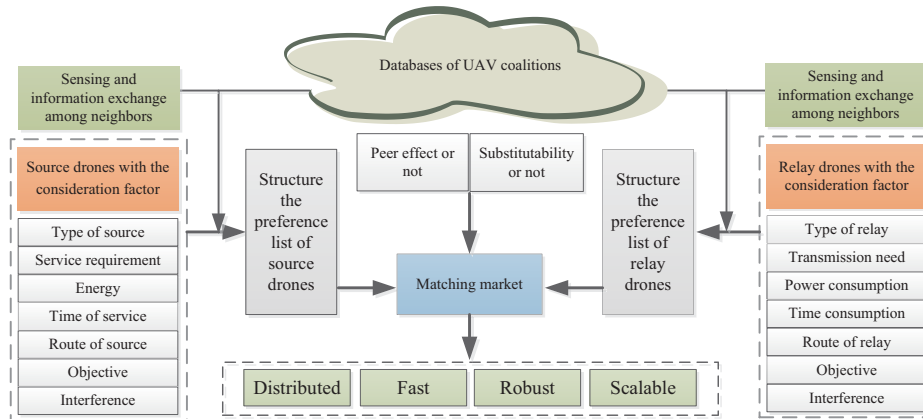 Databases of UAV coalitions
Sensing and
information exchange
among neighbors
Source drones with the
consideration factor
Type of source
Service requirement
Energy
Time of service
Route of source
Objective
Interference
Structure
the
preference
list of
source
drones
Peer effect or
not
Substitutability
or not
Matching market
Structure
the
preference
list of
relay
drones
Sensing and
information exchange
among neighbors
Relay drones with the
consideration factor
Type of relay
Transmission need
Power consumption
Time consumption
Route of relay
Objective
Interference
Distributed
Fast
Robust
Scalable